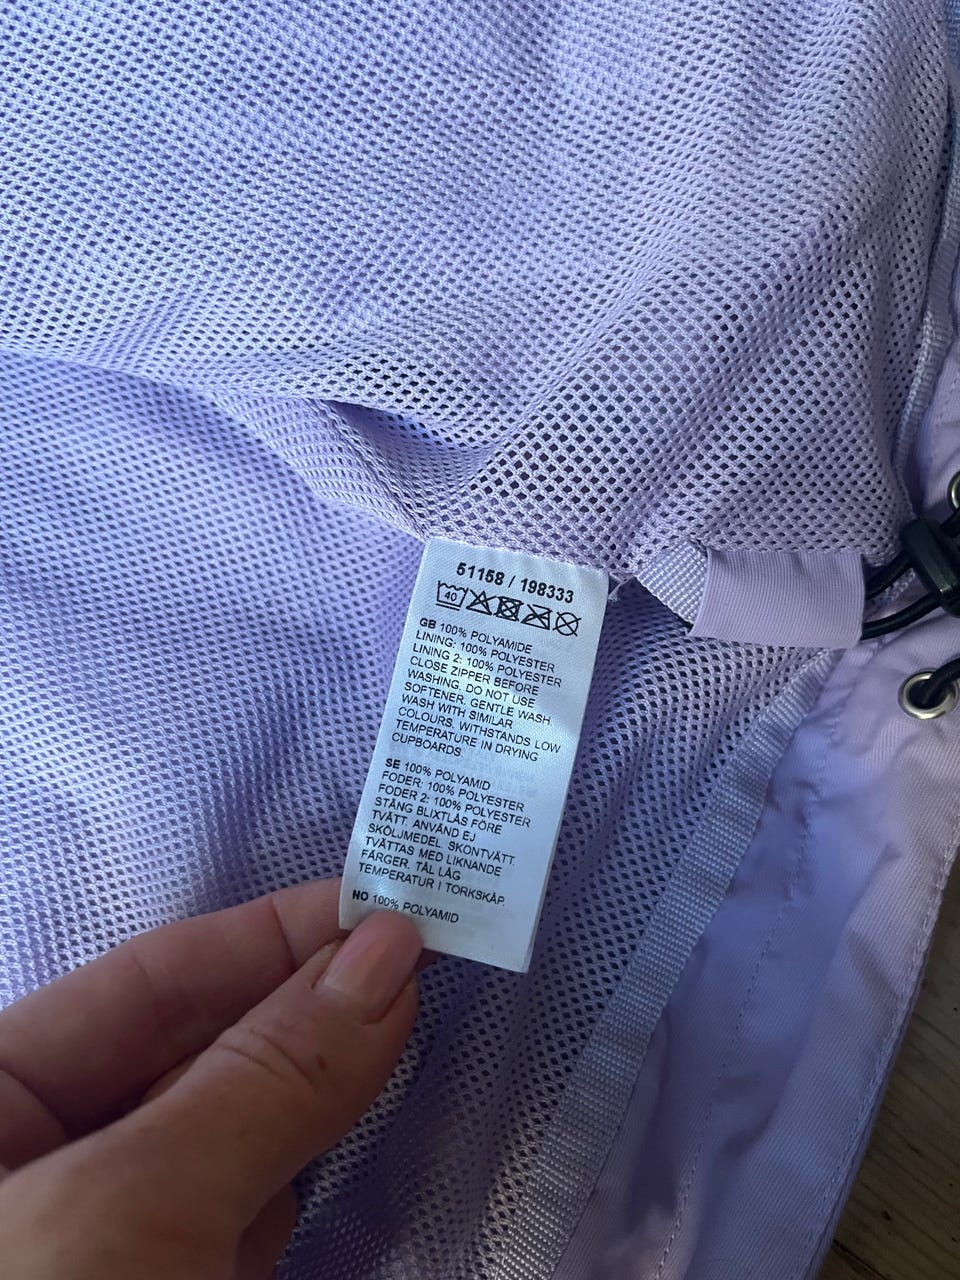 51158 / 198333
40
GB 100% POLYAMIDE
LINING: 100% POLYESTER
LINING 2: 100% POLYESTER
CLOSE ZIPPER BEFORE
WASHING. DO NOT USE
SOFTENER. GENTLE WASH.
WASH WITH SIMILAR
COLOURS. WITHSTANDS LOW
TEMPERATURE IN DRYING
CUPBOARDS.
SE 100% POLYAMID
FODER: 100% POLYESTER
FODER 2: 100% POLYESTER
STÄNG BLIXTLÅS FÖRE
TVÄTT. ANVÄND EJ
SKÖLJMEDEL. SKONTVÄTT.
TVÄTTAS MED LIKNANDE
FÄRGER. TÅL LÅG
TEMPERATUR I TORKSKÅP.
NO 100% POLYAMID